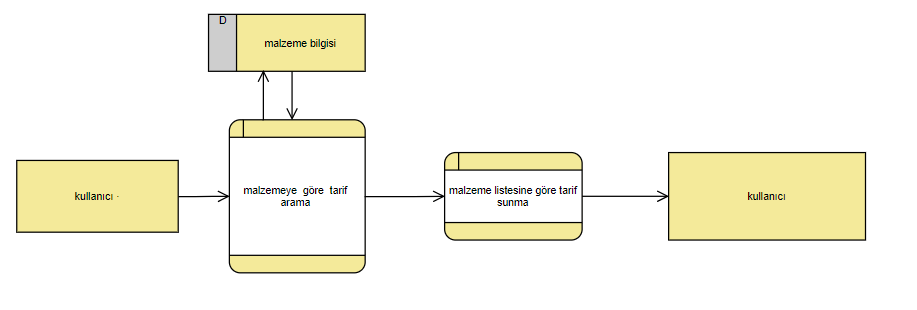 D
malzeme bilgisi
kullanıcı
malzemeye göre tarif
arama
malzeme listesine göre tarif
sunma
kullanıcı